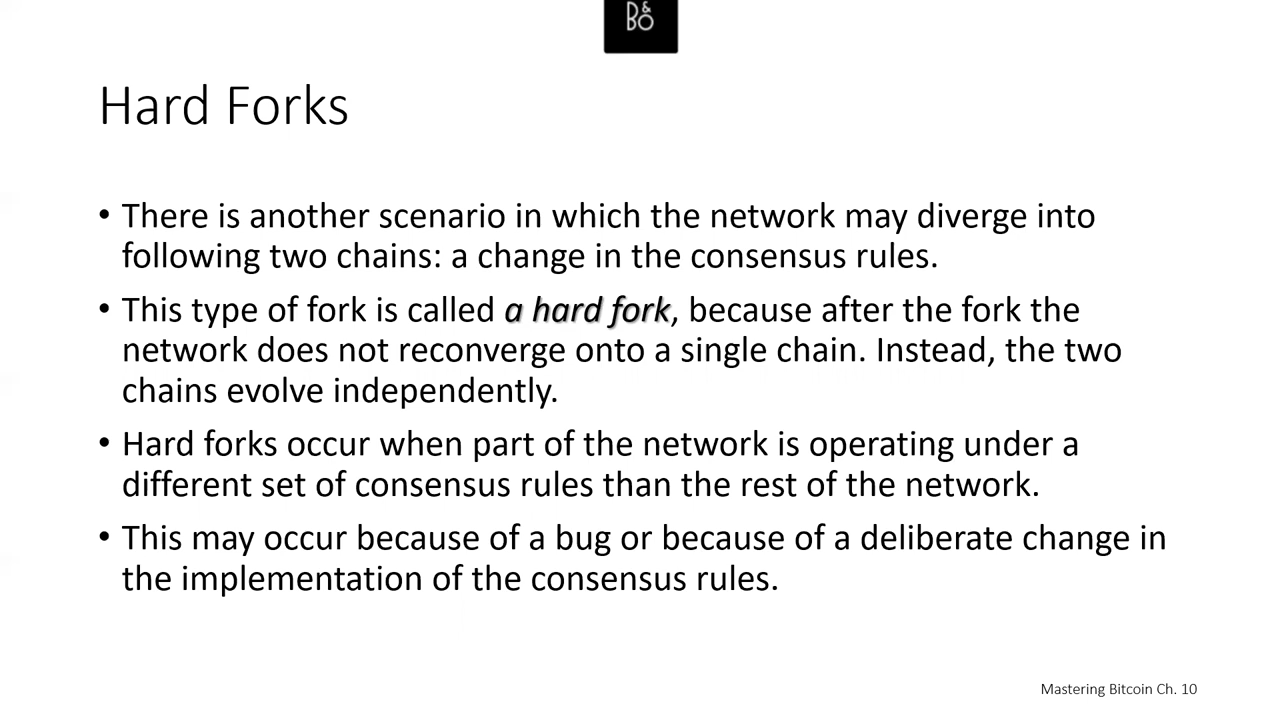 B&O
Hard Forks
• There is another scenario in which the network may diverge into
following two chains: a change in the consensus rules.
• This type of fork is called a hard fork, because after the fork the
network does not reconverge onto a single chain. Instead, the two
chains evolve independently.
• Hard forks occur when part of the network is operating under a
different set of consensus rules than the rest of the network.
• This may occur because of a bug or because of a deliberate change in
the implementation of the consensus rules.
Mastering Bitcoin Ch. 10